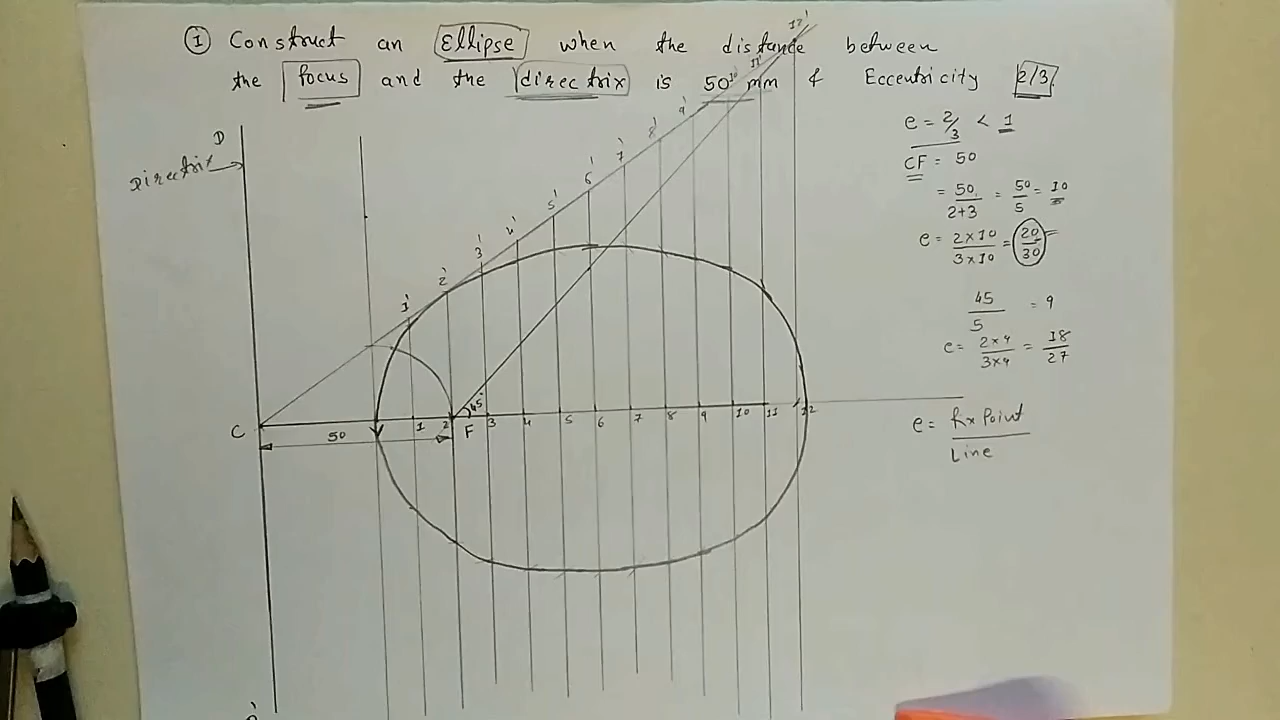 ① Construct an Ellipse when the distance between
the focus and the directrix is 50 mm & Eccentricity 2/3
D
Directrix
e = 2/3 < 1
CF = 50
= 50/2+3 = 50/5 = 10
e = 2×10/3×10 = 20/30
45/5 = 9
e = 2×9/3×9 = 18/27
e = fix Point/Line
1' 2' 3' 4' 5' 6' 7' 8' 9' 10' 11' 12'
45°
C 50 1 2 F 3 4 5 6 7 8 9 10 11 12